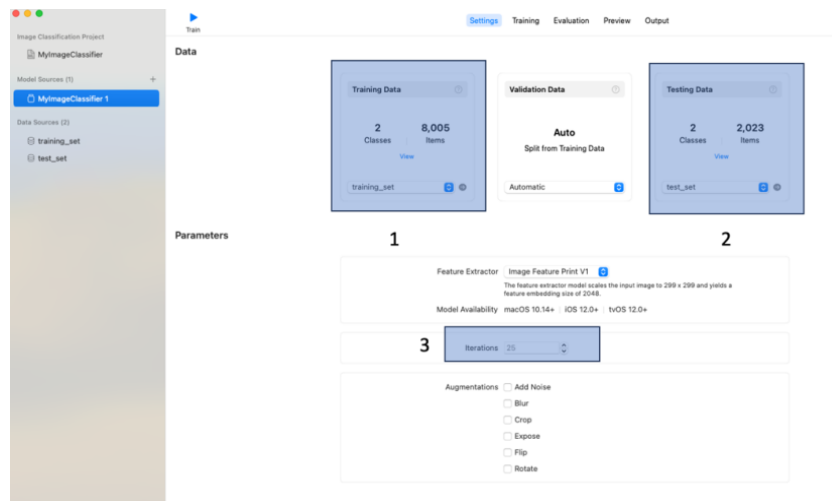 Train
Settings Training Evaluation Preview Output
Image Classification Project
MyImageClassifier
Model Sources (1) +
MyImageClassifier 1
Data Sources (2)
training_set
test_set
Data
Training Data ?
2 8,005
Classes Items
View
training_set
Validation Data ?
Auto
Split from Training Data
Automatic
Testing Data ?
2 2,023
Classes Items
View
test_set
Parameters
1
2
Feature Extractor Image Feature Print V1
The feature extractor model scales the input image to 299 x 299 and yields a
feature embedding size of 2048.
Model Availability macOS 10.14+ | iOS 12.0+ | tvOS 12.0+
3
Iterations 25
Augmentations Add Noise
Blur
Crop
Expose
Flip
Rotate